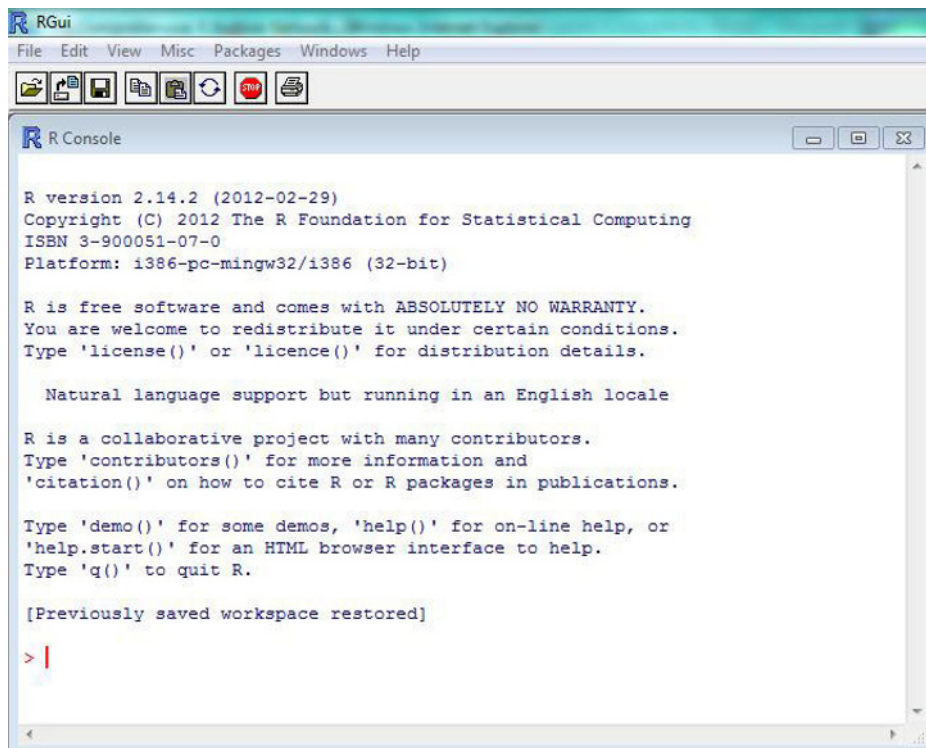 RGui
File Edit View Misc Packages Windows Help
STOP
R Console
R version 2.14.2 (2012-02-29)
Copyright (C) 2012 The R Foundation for Statistical Computing
ISBN 3-900051-07-0
Platform: i386-pc-mingw32/i386 (32-bit)
R is free software and comes with ABSOLUTELY NO WARRANTY.
You are welcome to redistribute it under certain conditions.
Type 'license()' or 'licence()' for distribution details.
Natural language support but running in an English locale
R is a collaborative project with many contributors.
Type 'contributors()' for more information and
'citation()' on how to cite R or R packages in publications.
Type 'demo()' for some demos, 'help()' for on-line help, or
'help.start()' for an HTML browser interface to help.
Type 'q()' to quit R.
[Previously saved workspace restored]
>